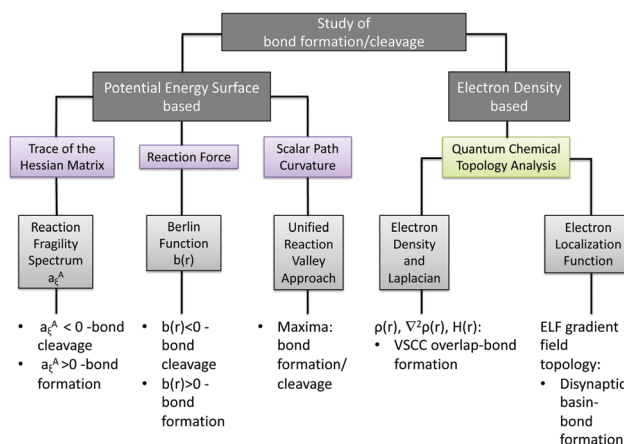 Study of
bond formation/cleavage
Potential Energy Surface
based
Electron Density
based
Trace of the
Hessian Matrix
Reaction Force
Scalar Path
Curvature
Quantum Chemical
Topology Analysis
Reaction
Fragility
Spectrum
aξᴬ
Berlin
Function
b(r)
Unified
Reaction
Valley
Approach
Electron
Density
and
Laplacian
Electron
Localization
Function
• aξᴬ < 0 -bond
cleavage
• aξᴬ >0 -bond
formation
• b(r)<0 -
bond
cleavage
• b(r)>0 -
bond
formation
• Maxima:
bond
formation/
cleavage
ρ(r), ∇²ρ(r), H(r):
• VSCC overlap-bond
formation
ELF gradient
field
topology:
• Disynaptic
basin-
bond
formation